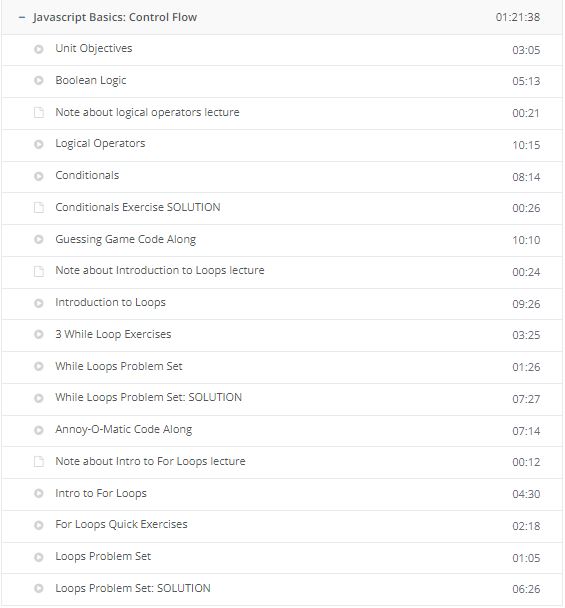 − Javascript Basics: Control Flow 01:21:38
Unit Objectives 03:05
Boolean Logic 05:13
Note about logical operators lecture 00:21
Logical Operators 10:15
Conditionals 08:14
Conditionals Exercise SOLUTION 00:26
Guessing Game Code Along 10:10
Note about Introduction to Loops lecture 00:24
Introduction to Loops 09:26
3 While Loop Exercises 03:25
While Loops Problem Set 01:26
While Loops Problem Set: SOLUTION 07:27
Annoy-O-Matic Code Along 07:14
Note about Intro to For Loops lecture 00:12
Intro to For Loops 04:30
For Loops Quick Exercises 02:18
Loops Problem Set 01:05
Loops Problem Set: SOLUTION 06:26